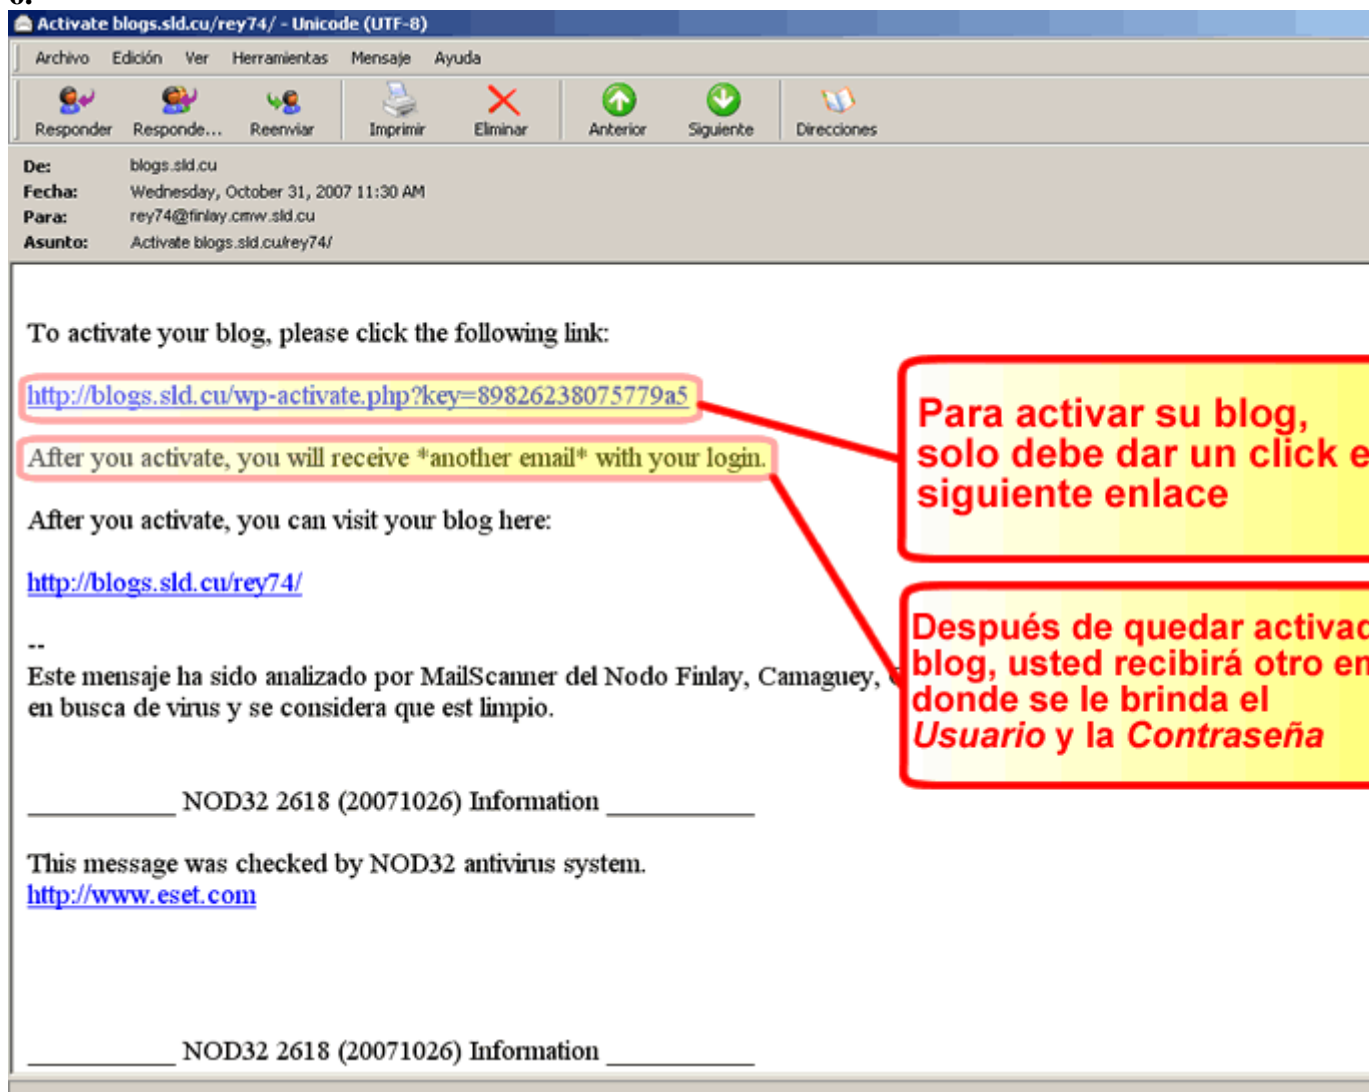 Activate blogs.sld.cu/rey74/ - Unicode (UTF-8)
Archivo Edición Ver Herramientas Mensaje Ayuda
Responder Responde... Reenviar Imprimir Eliminar Anterior Siguiente Direcciones
De: blogs.sld.cu
Fecha: Wednesday, October 31, 2007 11:30 AM
Para: rey74@finlay.cmw.sld.cu
Asunto: Activate blogs.sld.cu/rey74/
To activate your blog, please click the following link:
http://blogs.sld.cu/wp-activate.php?key=89826238075779a5
After you activate, you will receive *another email* with your login.
After you activate, you can visit your blog here:
http://blogs.sld.cu/rey74/
--
Este mensaje ha sido analizado por MailScanner del Nodo Finlay, Camaguey,
en busca de virus y se considera que est limpio.
__________ NOD32 2618 (20071026) Information __________
This message was checked by NOD32 antivirus system.
http://www.eset.com
__________ NOD32 2618 (20071026) Information __________
Para activar su blog,
solo debe dar un click e
siguiente enlace
Después de quedar activad
blog, usted recibirá otro em
donde se le brinda el
Usuario y la Contraseña